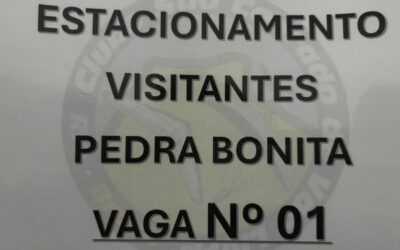 ESTACIONAMENTO
VISITANTES
PEDRA BONITA
VAGA Nº 01